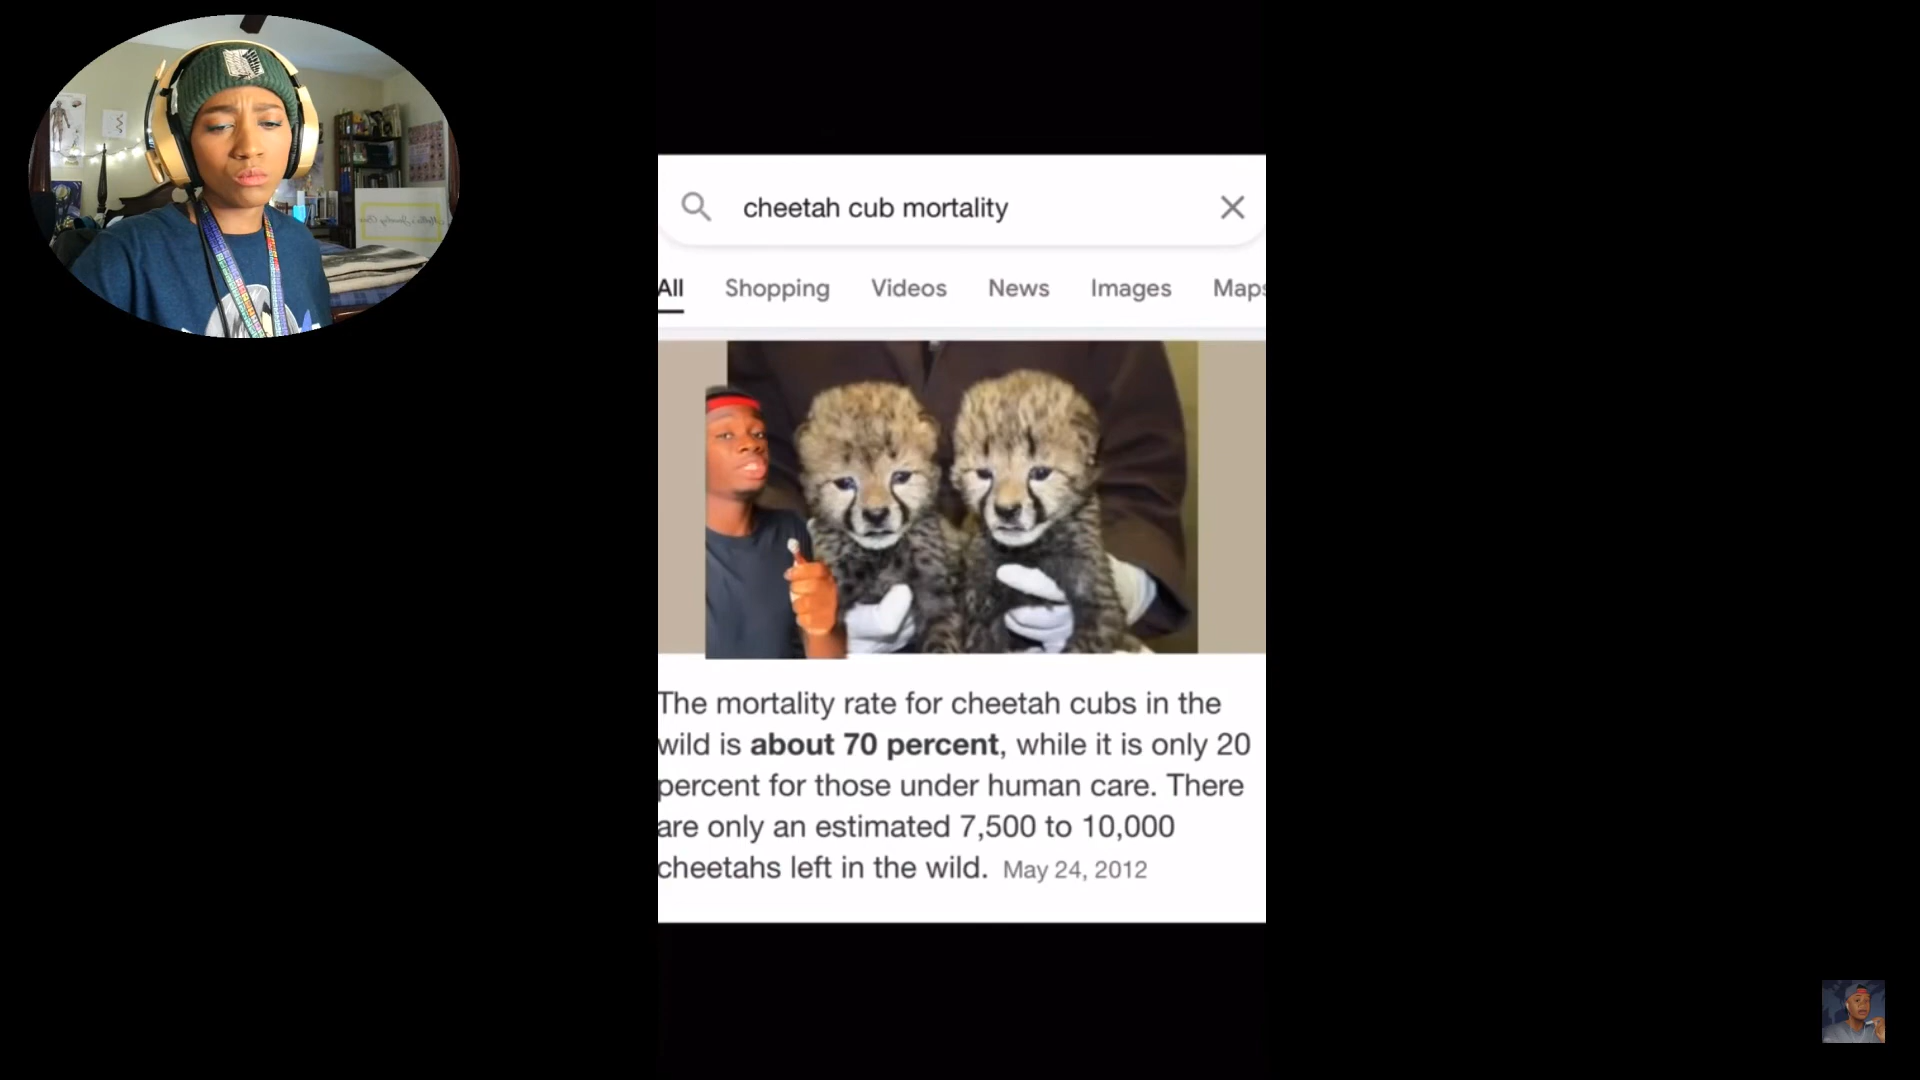 cheetah cub mortality
All Shopping Videos News Images Maps
The mortality rate for cheetah cubs in the
wild is about 70 percent, while it is only 20
percent for those under human care. There
are only an estimated 7,500 to 10,000
cheetahs left in the wild. May 24, 2012